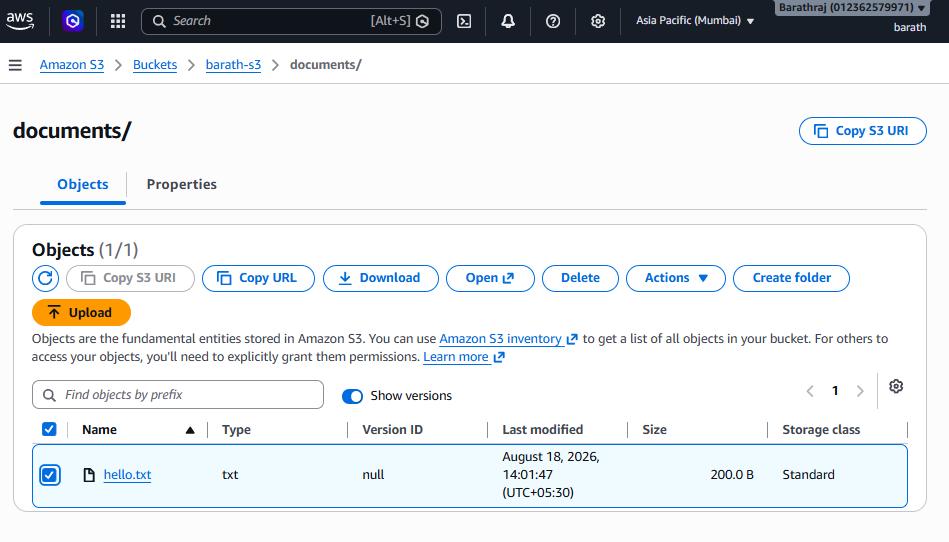 aws
Search [Alt+S]
Asia Pacific (Mumbai)
Barathraj (012362579971)
barath
Amazon S3 > Buckets > barath-s3 > documents/
documents/
Copy S3 URI
Objects Properties
Objects (1/1)
Copy S3 URI Copy URL Download Open Delete Actions Create folder
Upload
Objects are the fundamental entities stored in Amazon S3. You can use Amazon S3 inventory to get a list of all objects in your bucket. For others to
access your objects, you'll need to explicitly grant them permissions. Learn more
Find objects by prefix Show versions 1
Name Type Version ID Last modified Size Storage class
hello.txt txt null August 18, 2026, 200.0 B Standard
14:01:47
(UTC+05:30)